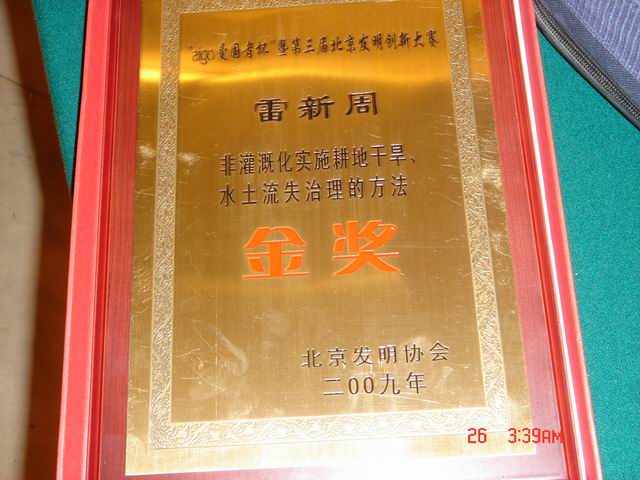 "aigo爱国者杯"暨第三届北京发明创新大赛
雷新周
非灌溉化实施耕地干旱、
水土流失治理的方法
金奖
北京发明协会
二00九年
26 3:39AM